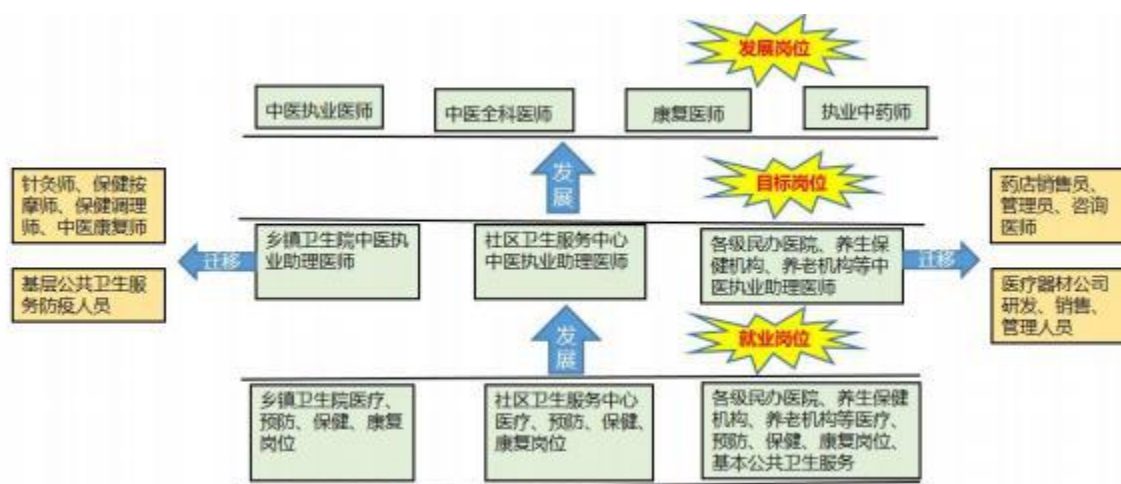 发展岗位
中医执业医师
中医全科医师
康复医师
执业中药师
发展
目标岗位
针灸师、保健按
摩师、保健调理
师、中医康复师
基层公共卫生服
务防疫人员
迁移
乡镇卫生院中医执
业助理医师
社区卫生服务中心
中医执业助理医师
各级民办医院、养生保
健机构、养老机构等中
医执业助理医师
迁移
药店销售员、
管理员、咨询
医师
医疗器材公司
研发、销售、
管理人员
发展
就业岗位
乡镇卫生院医疗、
预防、保健、康复
岗位
社区卫生服务中心
医疗、预防、保健、
康复岗位
各级民办医院、养生保健
机构、养老机构等医疗、
预防、保健、康复岗位、
基本公共卫生服务